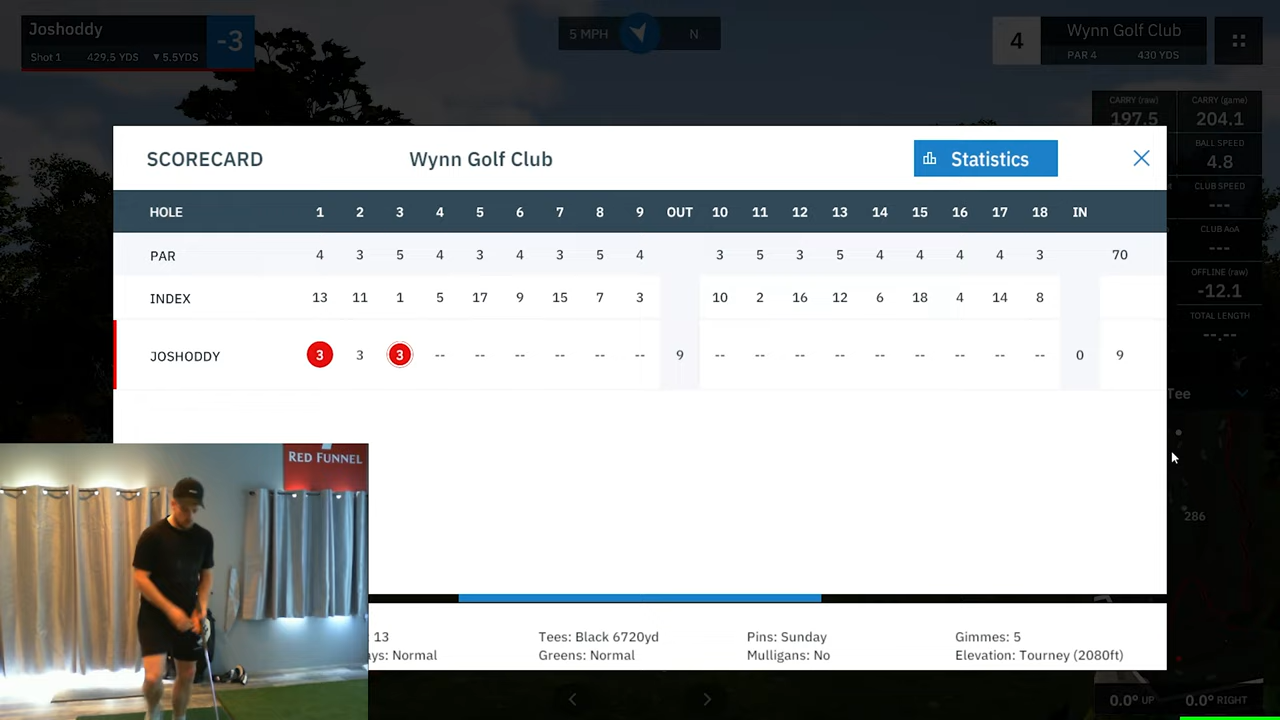 Joshoddy
-3
Shot 1 429.5 YDS ▼5.5YDS
5 MPH N
4
Wynn Golf Club
PAR 4 430 YDS
CARRY (raw) CARRY (game)
197.5 204.1
BALL SPEED
4.8
CLUB SPEED
---
CLUB AoA
---
OFFLINE (raw)
-12.1
TOTAL LENGTH
--.--
Tee
286
SCORECARD Wynn Golf Club Statistics
HOLE 1 2 3 4 5 6 7 8 9 OUT 10 11 12 13 14 15 16 17 18 IN
PAR 4 3 5 4 3 4 3 5 4 3 5 3 5 4 4 4 4 3 70
INDEX 13 11 1 5 17 9 15 7 3 10 2 16 12 6 18 4 14 8
JOSHODDY 3 3 3 -- -- -- -- -- -- 9 -- -- -- -- -- -- -- -- -- 0 9
RED FUNNEL
: 13 Tees: Black 6720yd Pins: Sunday Gimmes: 5
ays: Normal Greens: Normal Mulligans: No Elevation: Tourney (2080ft)
0.0° UP 0.0° RIGHT